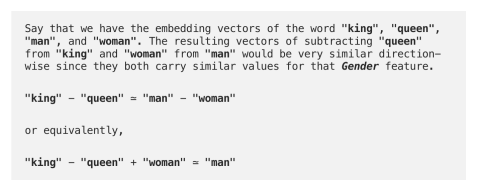 Say that we have the embedding vectors of the word "king", "queen",
"man", and "woman". The resulting vectors of subtracting "queen"
from "king" and "woman" from "man" would be very similar direction-
wise since they both carry similar values for that Gender feature.
"king" − "queen" ≃ "man" − "woman"
or equivalently,
"king" − "queen" + "woman" ≃ "man"